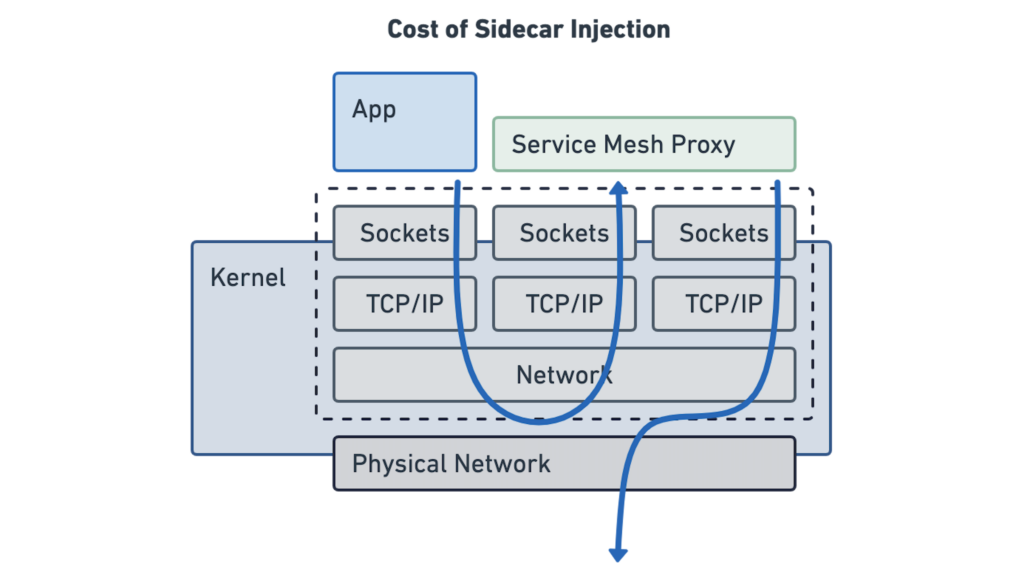 Cost of Sidecar Injection
App
Service Mesh Proxy
Sockets
Sockets
Sockets
Kernel
TCP/IP
TCP/IP
TCP/IP
Network
Physical Network